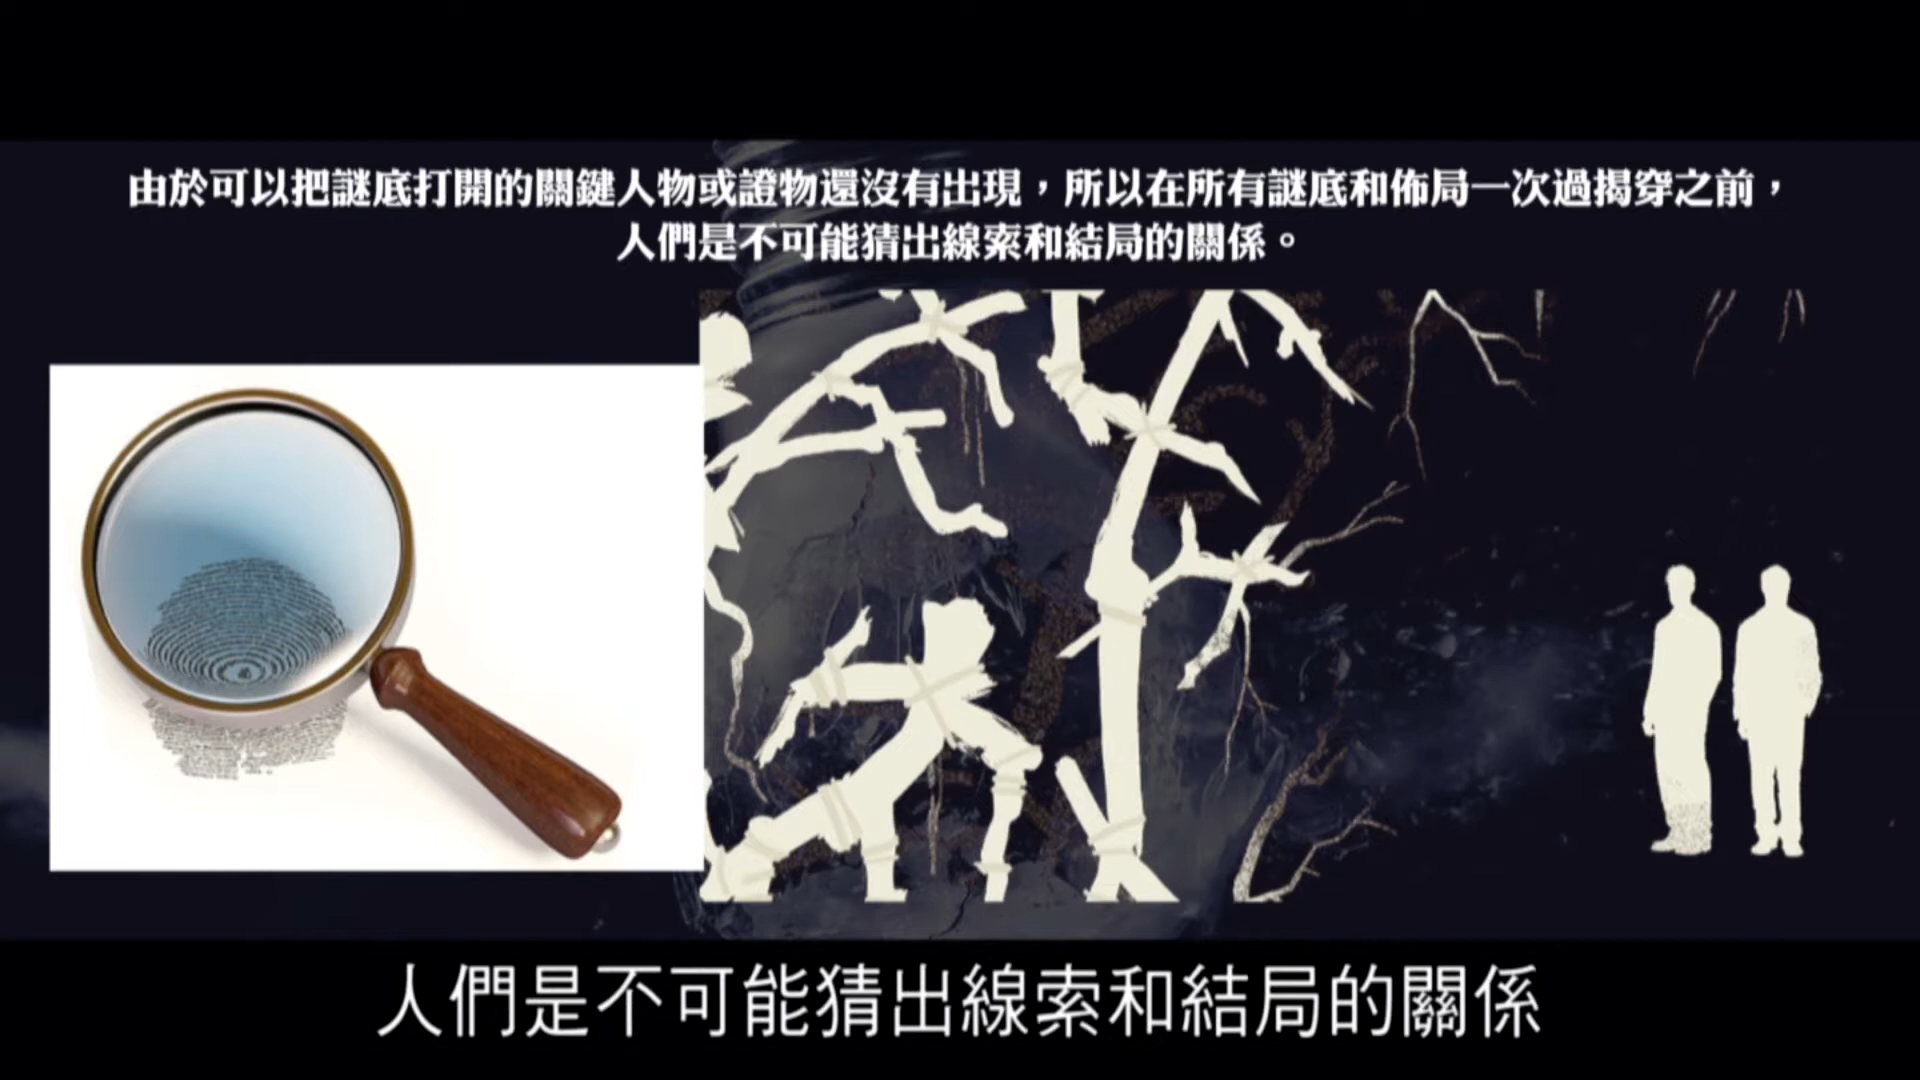 由於可以把謎底打開的關鍵人物或證物還沒有出現，所以在所有謎底和佈局一次過揭穿之前，
人們是不可能猜出線索和結局的關係。
人們是不可能猜出線索和結局的關係